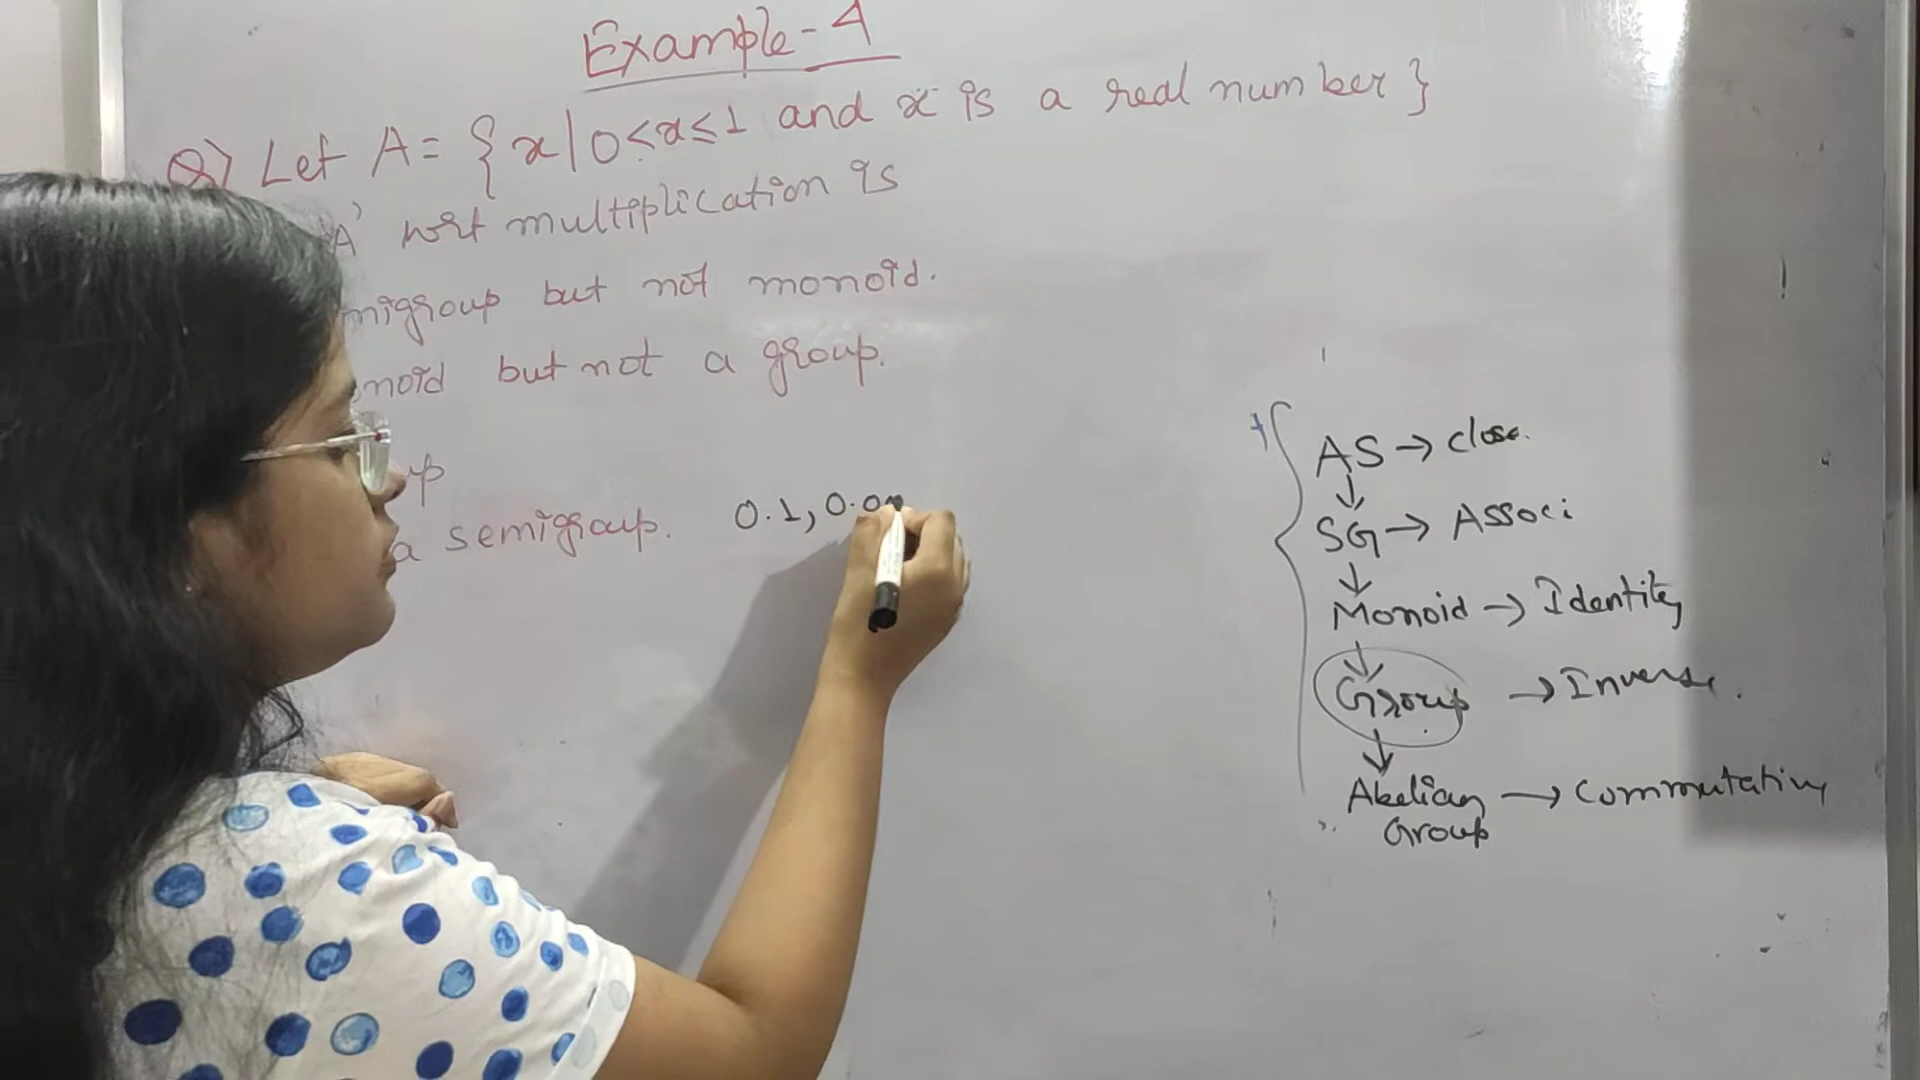 Example-4
Q) Let A = { x | 0 < x ≤ 1 and x is a real number }
'A' wrt multiplication is
migroup but not monoid.
noid but not a group.
up
a semigroup. 0.1, 0.0
AS → close.
↓
SG → Associ
↓
Monoid → Identity
↓
Group → Inverse.
↓
Abelian → Commutative
Group